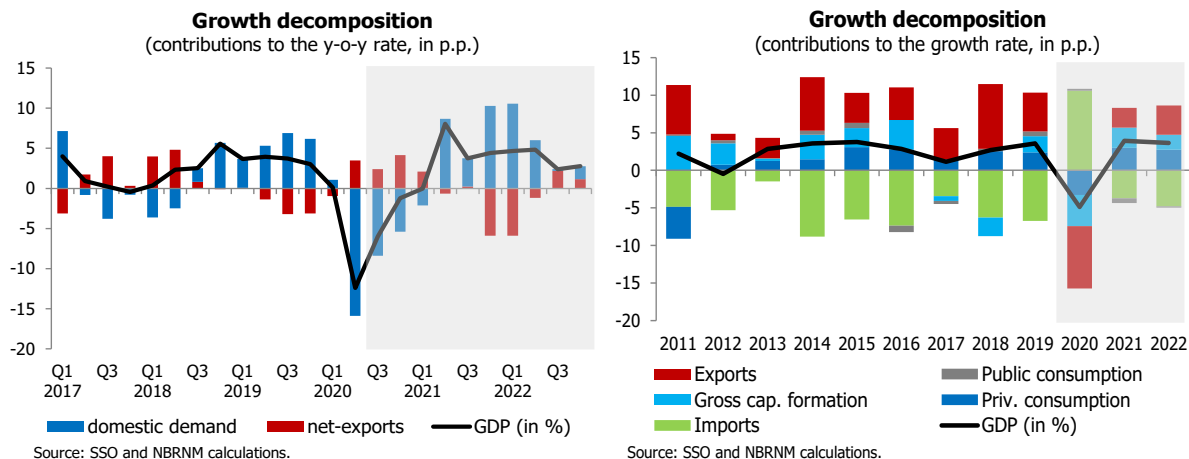 Growth decomposition
(contributions to the y-o-y rate, in p.p.)
15
10
5
0
-5
-10
-15
-20
Q1 Q3 Q1 Q3 Q1 Q3 Q1 Q3 Q1 Q3 Q1 Q3
2017 2018 2019 2020 2021 2022
domestic demand net-exports GDP (in %)
Source: SSO and NBRNM calculations.
Growth decomposition
(contributions to the growth rate, in p.p.)
15
10
5
0
-5
-10
-15
-20
2011 2012 2013 2014 2015 2016 2017 2018 2019 2020 2021 2022
Exports Public consumption
Gross cap. formation Priv. consumption
Imports GDP (in %)
Source: SSO and NBRNM calculations.